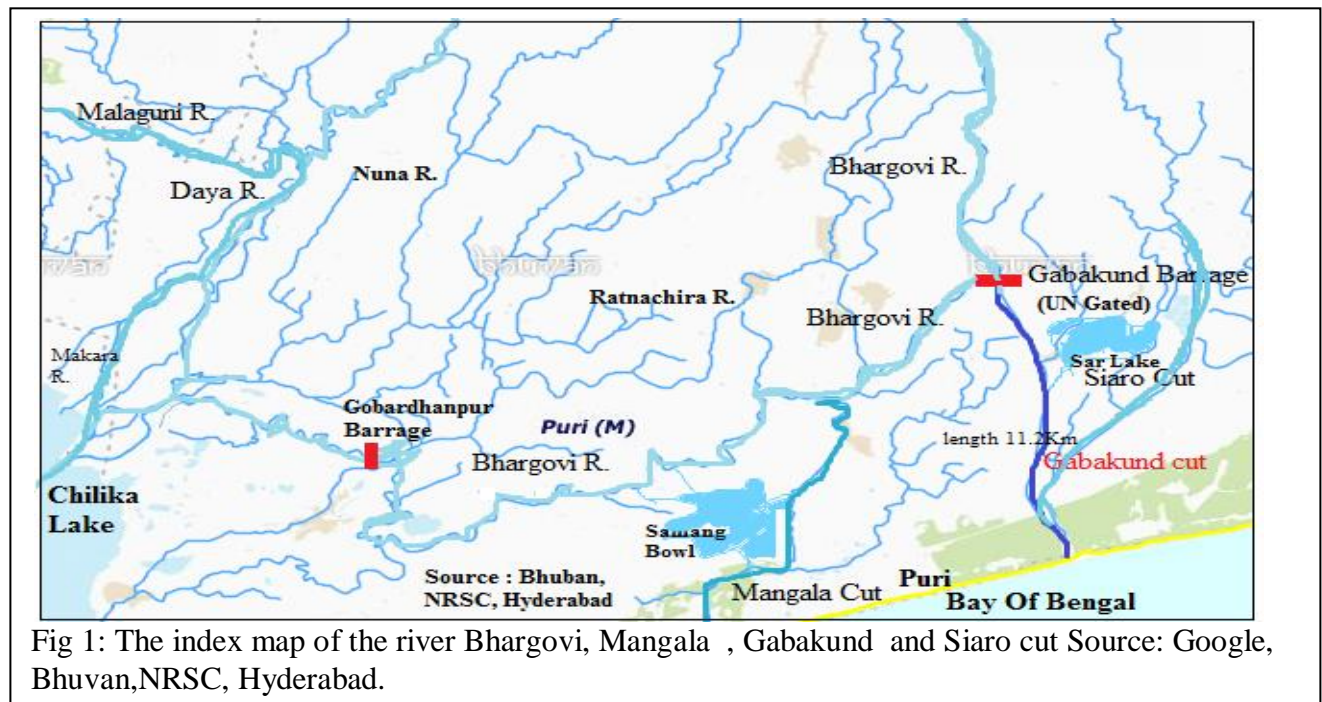 Malaguni R.
Daya R.
Nuna R.
Bhargovi R.
bhuvan
Ratnachira R.
Bhargovi R.
Gabakund Barrage
(UN Gated)
Sar Lake
Siaro Cut
Makara
R.
Gobardhanpur
Barrage
Puri (M)
Bhargovi R.
length 11.2Km
Gabakund cut
Chilika
Lake
Samang
Bowl
Source : Bhuban,
NRSC, Hyderabad
Mangala Cut
Puri
Bay Of Bengal
Fig 1: The index map of the river Bhargovi, Mangala , Gabakund and Siaro cut Source: Google,
Bhuvan,NRSC, Hyderabad.